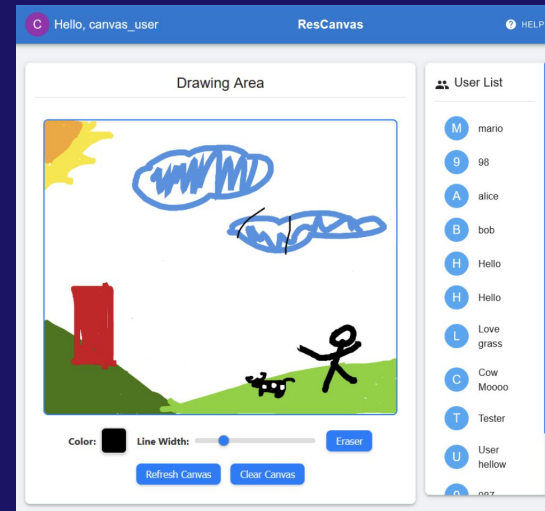 C Hello, canvas_user
ResCanvas
? HELP
Drawing Area
User List
M mario
9 98
A alice
B bob
H Hello
H Hello
L Love
grass
C Cow
Moooo
T Tester
U User
hellow
Color:
Line Width:
Eraser
Refresh Canvas
Clear Canvas